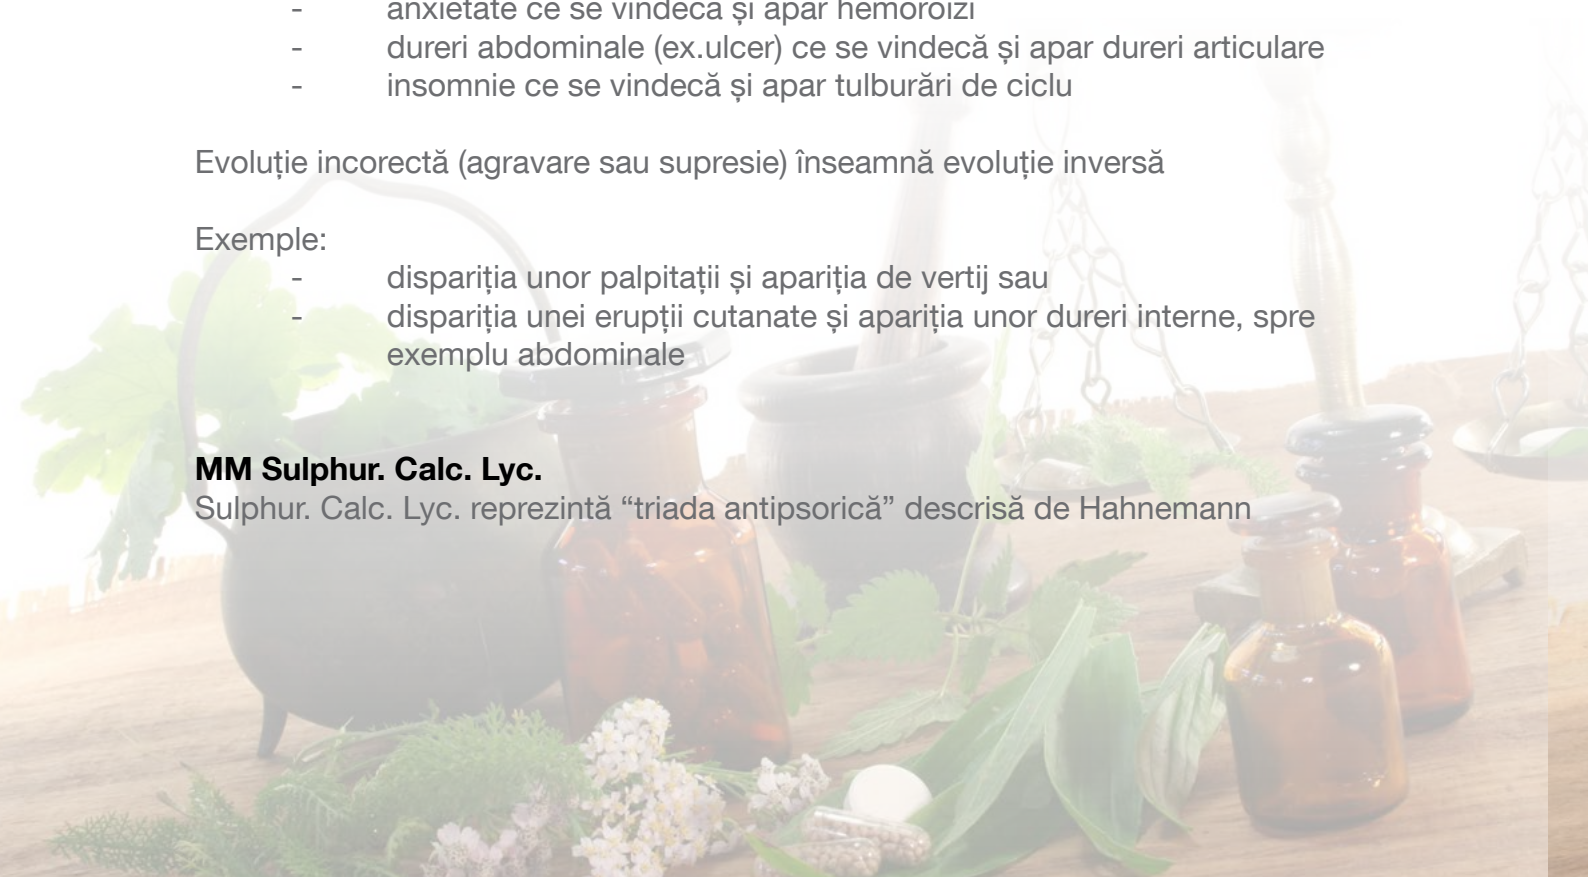 - anxietate ce se vindecă și apar hemoroizi
- dureri abdominale (ex.ulcer) ce se vindecă și apar dureri articulare
- insomnie ce se vindecă și apar tulburări de ciclu
Evoluție incorectă (agravare sau supresie) înseamnă evoluție inversă
Exemple:
- dispariția unor palpitații și apariția de vertij sau
- dispariția unei erupții cutanate și apariția unor dureri interne, spre
exemplu abdominale
MM Sulphur. Calc. Lyc.
Sulphur. Calc. Lyc. reprezintă “triada antipsorică” descrisă de Hahnemann